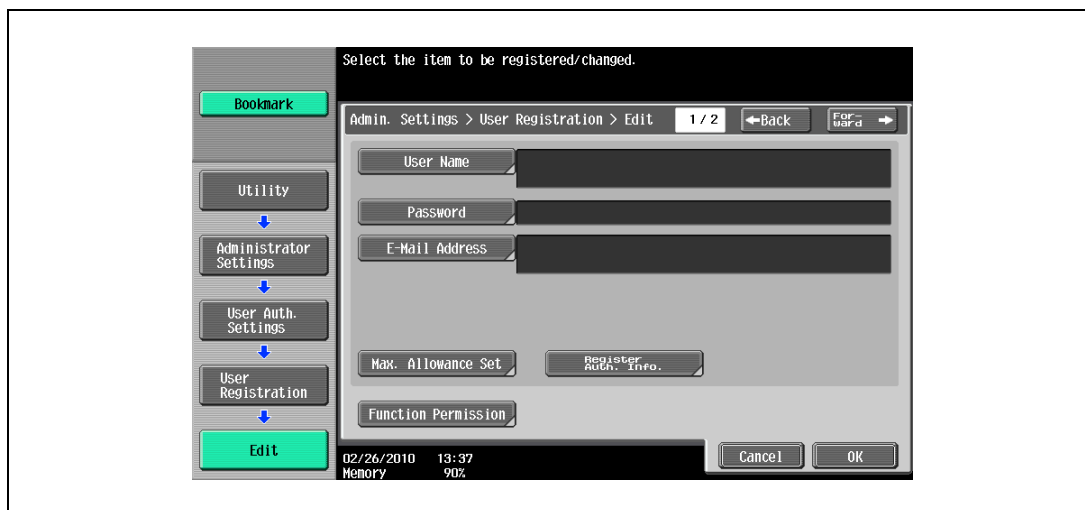 Select the item to be registered/changed.
Bookmark
Admin. Settings > User Registration > Edit 1 / 2 ←Back For- ward →
User Name
Utility
Password
Administrator
Settings
E-Mail Address
User Auth.
Settings
Max. Allowance Set
Register
Auth. Info.
User
Registration
Function Permission
Edit
02/26/2010 13:37
Memory 90%
Cancel OK